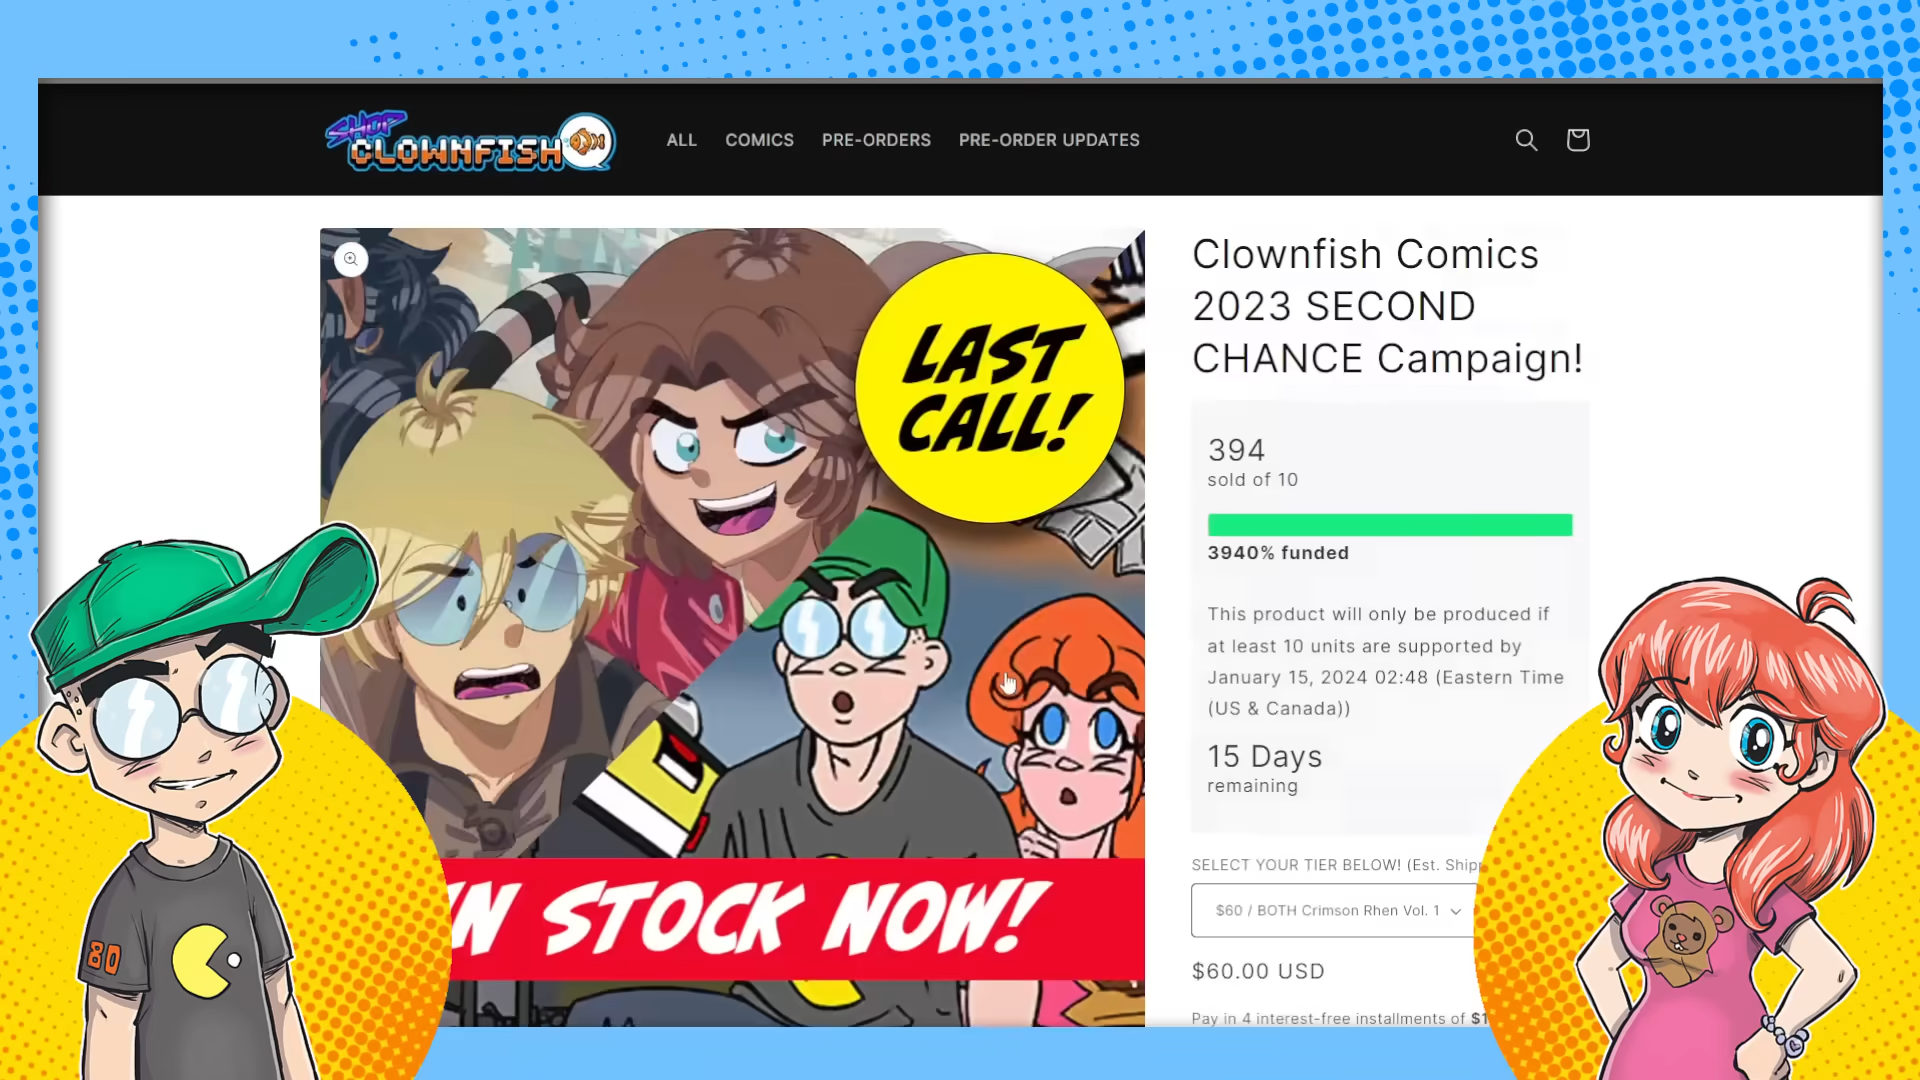 SHOP
CLOWNFISH
ALL COMICS PRE-ORDERS PRE-ORDER UPDATES
LAST
CALL!
IN STOCK NOW!
Clownfish Comics
2023 SECOND
CHANCE Campaign!
394
sold of 10
3940% funded
This product will only be produced if
at least 10 units are supported by
January 15, 2024 02:48 (Eastern Time
(US & Canada))
15 Days
remaining
SELECT YOUR TIER BELOW! (Est. Ship
$60 / BOTH Crimson Rhen Vol. 1
$60.00 USD
Pay in 4 interest-free installments of $1
80